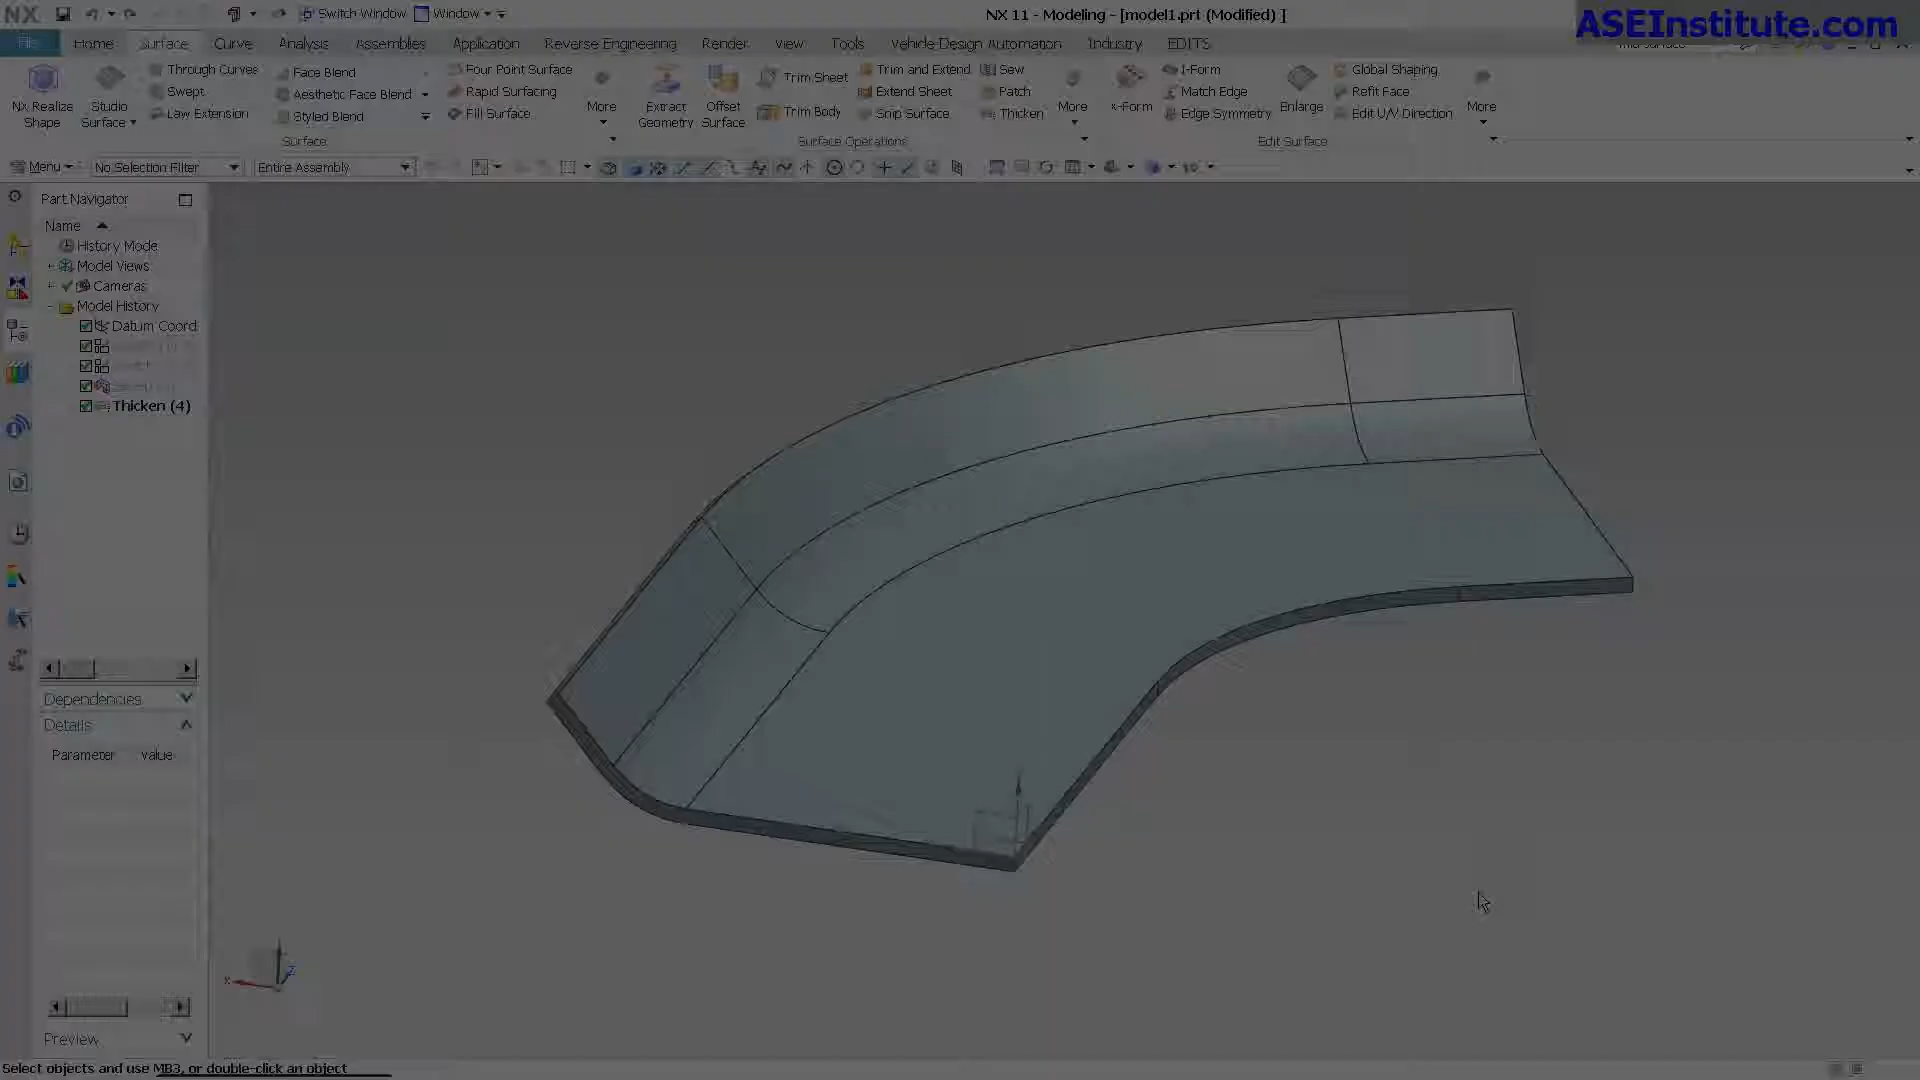 NX
Switch Window
Window
NX 11 - Modeling - [model1.prt (Modified) ]
ASEInstitute.com
File
Home
Surface
Curve
Analysis
Assemblies
Application
Reverse Engineering
Render
View
Tools
Vehicle Design Automation
Industry
EDITS
NX Realize Shape
Studio Surface
Through Curves
Swept
Law Extension
Face Blend
Aesthetic Face Blend
Styled Blend
Four Point Surface
Rapid Surfacing
Fill Surface
More
Surface
Extract Geometry
Offset Surface
Trim Sheet
Trim Body
Trim and Extend
Extend Sheet
Snip Surface
Sew
Patch
Thicken
More
Surface Operations
X-Form
I-Form
Match Edge
Edge Symmetry
Enlarge
Global Shaping
Refit Face
Edit U/V Direction
More
Edit Surface
Menu
No Selection Filter
Entire Assembly
Part Navigator
Name
History Mode
Model Views
Cameras
Model History
Datum Coord
Thicken (4)
Dependencies
Details
Parameter
Value
Preview
X
Z
Select objects and use MB3, or double-click an object